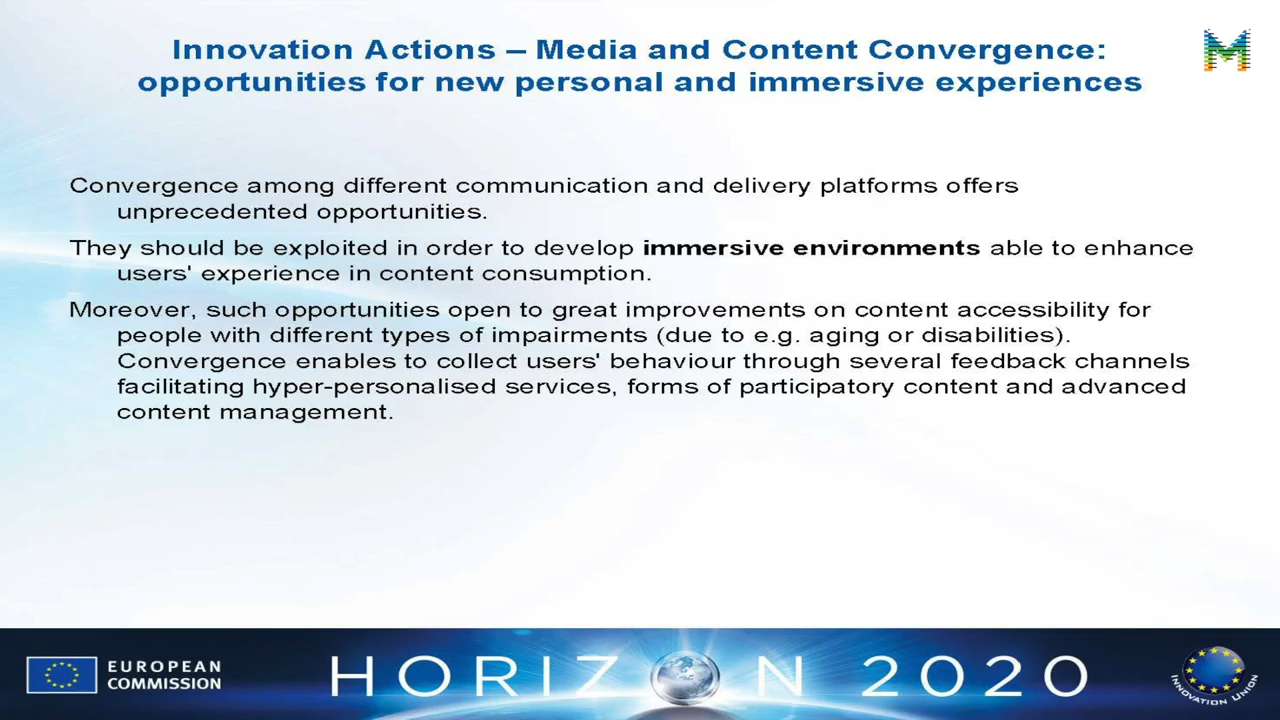 Innovation Actions – Media and Content Convergence:
opportunities for new personal and immersive experiences
M
Convergence among different communication and delivery platforms offers
unprecedented opportunities.
They should be exploited in order to develop immersive environments able to enhance
users' experience in content consumption.
Moreover, such opportunities open to great improvements on content accessibility for
people with different types of impairments (due to e.g. aging or disabilities).
Convergence enables to collect users' behaviour through several feedback channels
facilitating hyper-personalised services, forms of participatory content and advanced
content management.
EUROPEAN
COMMISSION
HORIZON 2020
INNOVATION UNION